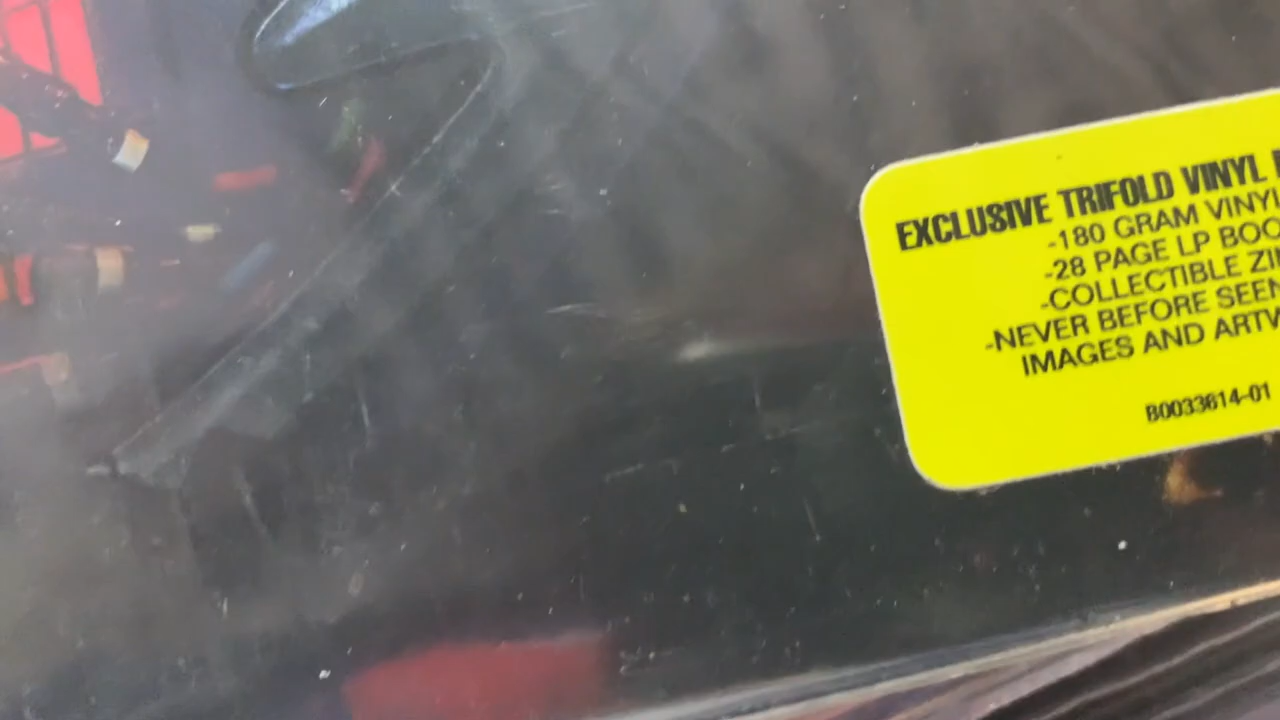 EXCLUSIVE TRIFOLD VINYL
-180 GRAM VINYL
-28 PAGE LP BOO
-COLLECTIBLE ZI
-NEVER BEFORE SEEN
IMAGES AND ARTW
B0033614-01